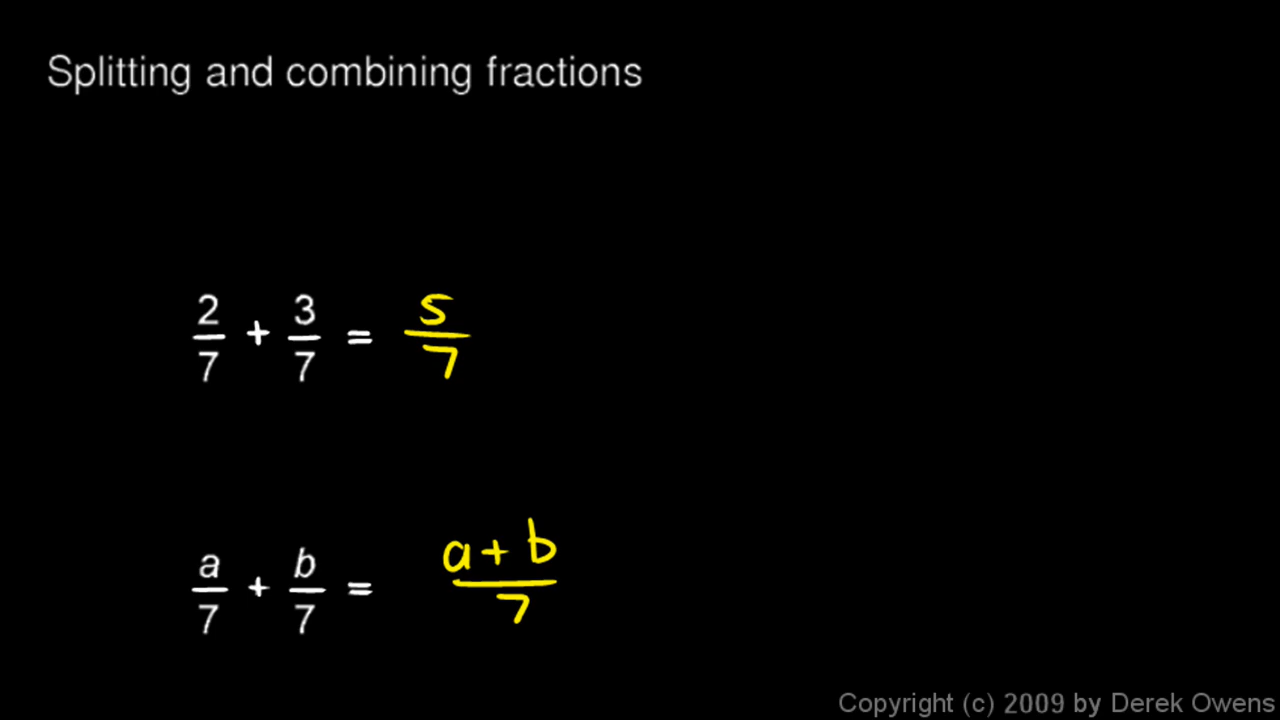 Splitting and combining fractions
2/7 + 3/7 = 5/7
a/7 + b/7 = a + b/7
Copyright (c) 2009 by Derek Owens